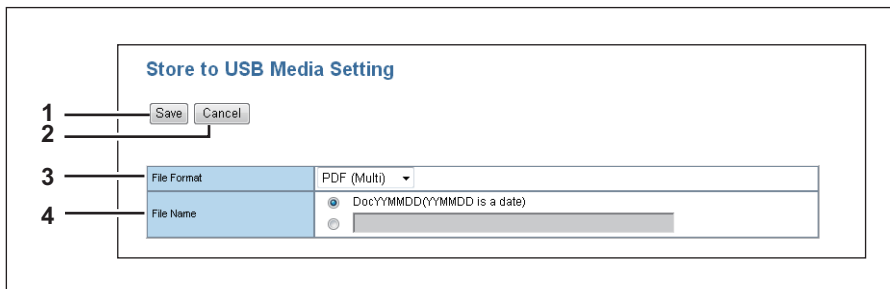 Store to USB Media Setting
1 Save Cancel
2
3 File Format PDF (Multi)
4 File Name DocYYMMDD(YYMMDD is a date)